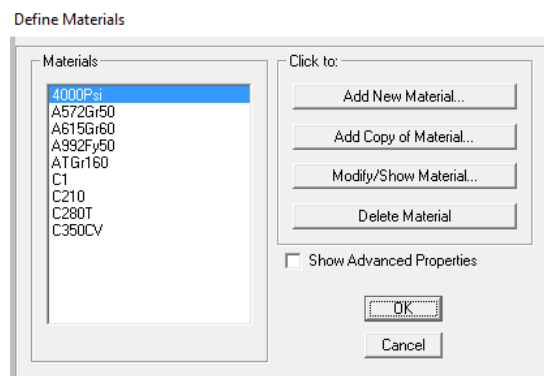 Define Materials
Materials
4000Psi
A572Gr50
A615Gr60
A992Fy50
ATGr160
C1
C210
C280T
C350CV
Click to:
Add New Material...
Add Copy of Material...
Modify/Show Material...
Delete Material
Show Advanced Properties
OK
Cancel